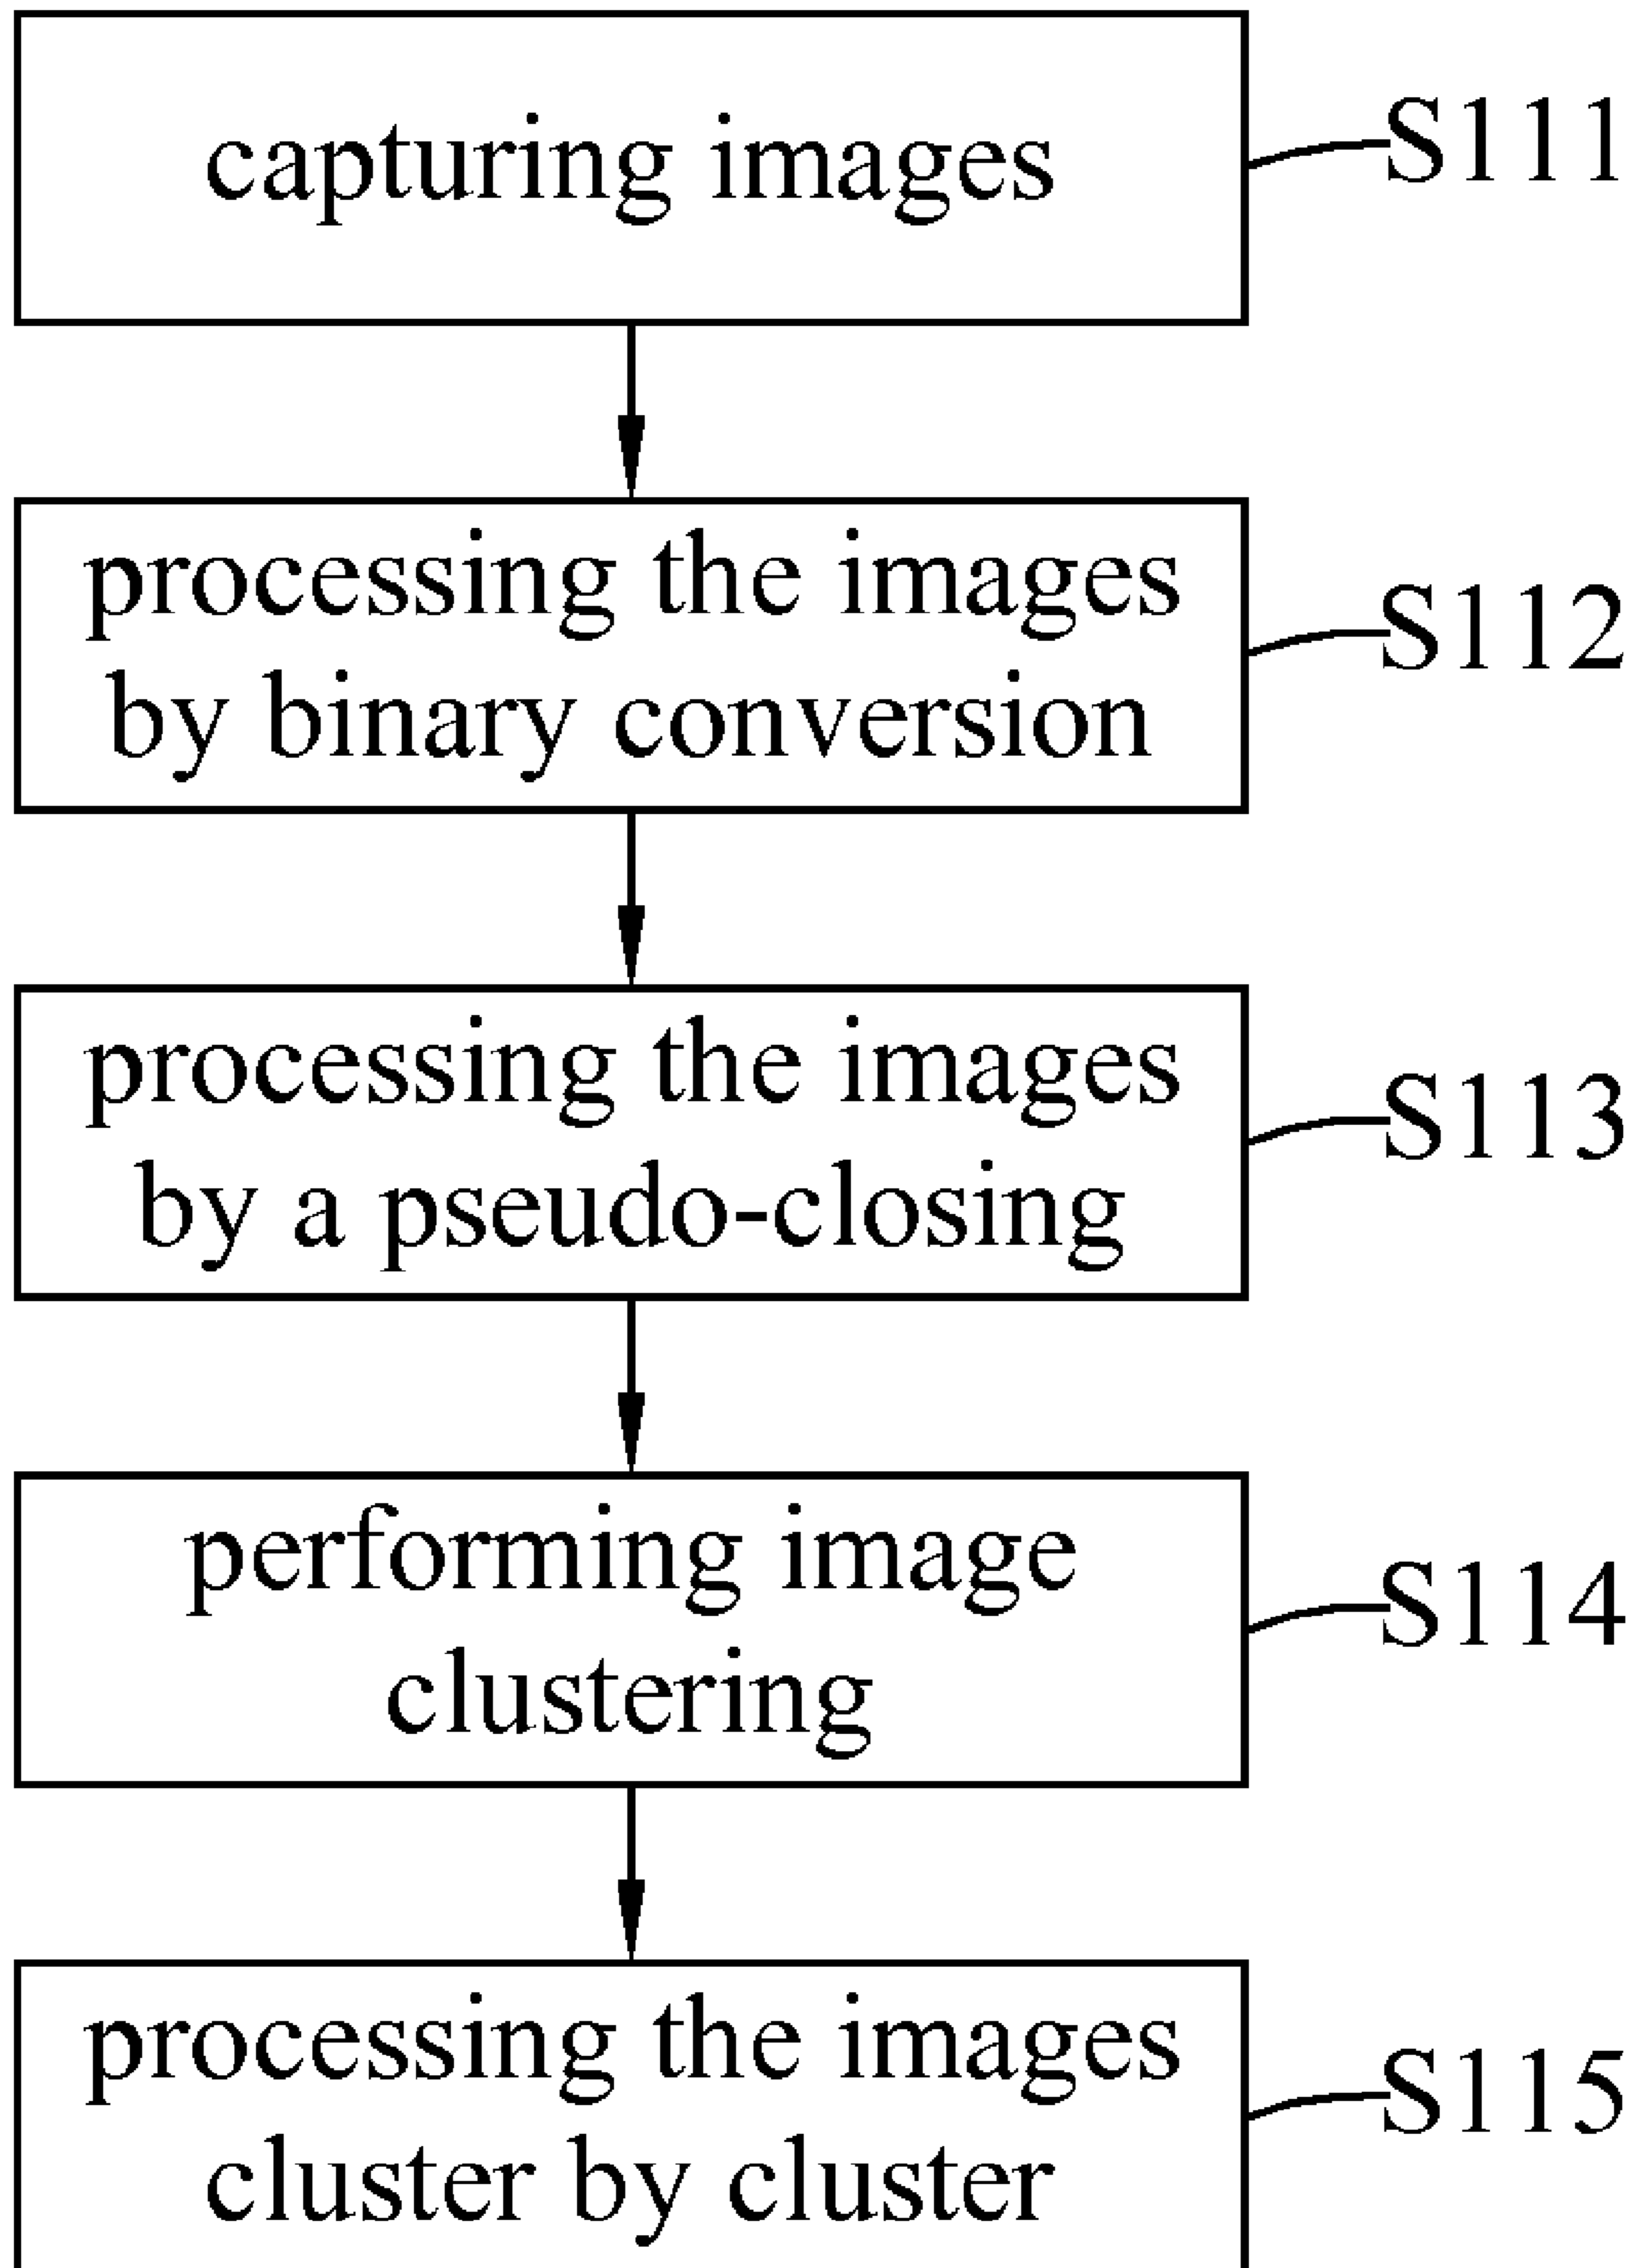 capturing images
S111
processing the images
by binary conversion
S112
processing the images
by a pseudo-closing
S113
performing image
clustering
S114
processing the images
cluster by cluster
S115